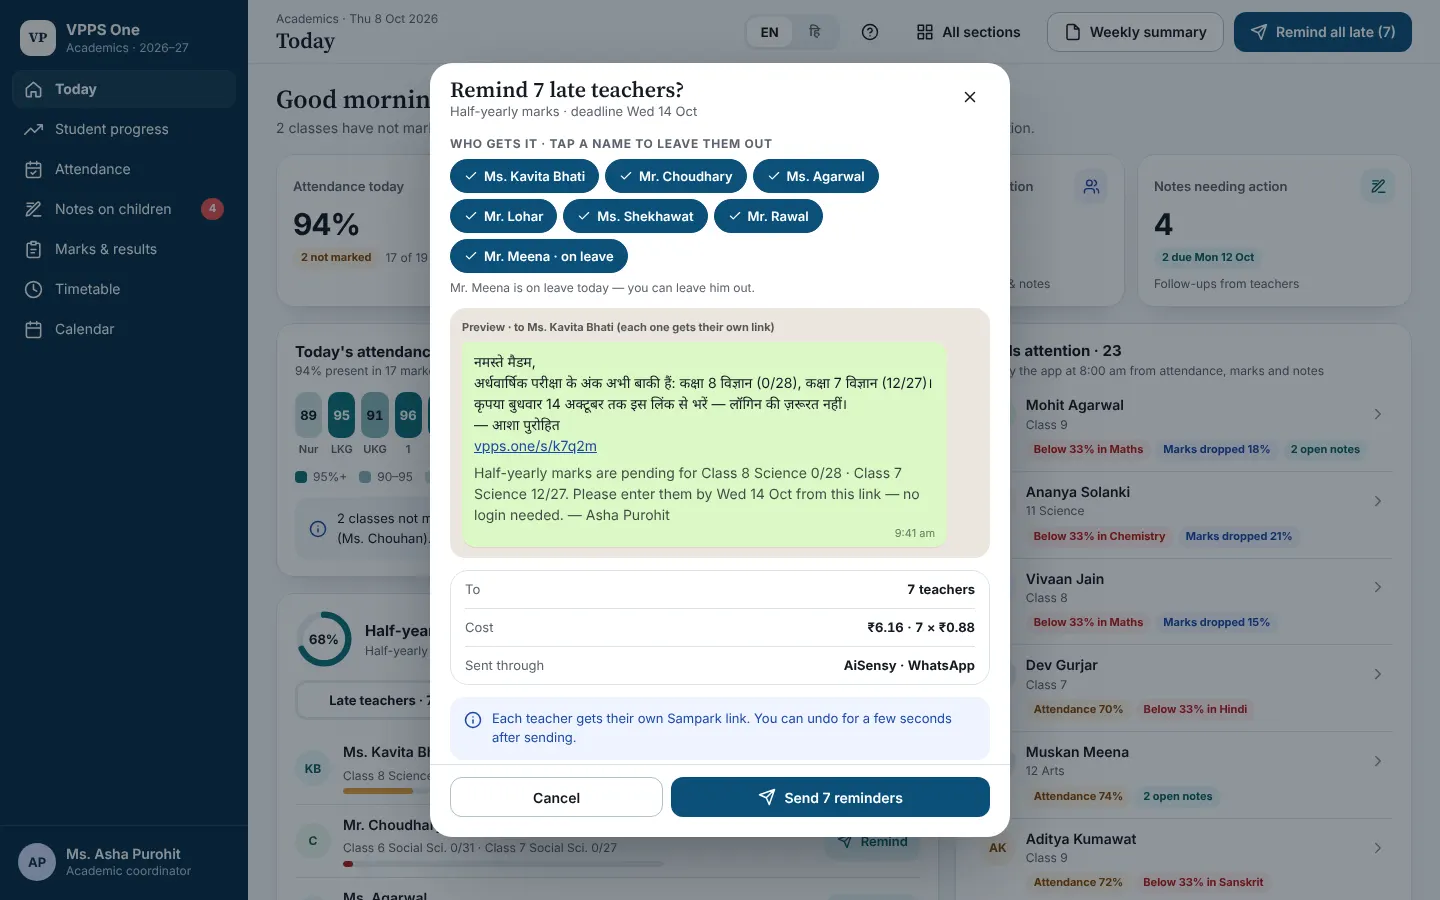 VP
VPPS One
Academics · 2026–27
Today
Student progress
Attendance
Notes on children
4
Marks & results
Timetable
Calendar
AP
Ms. Asha Purohit
Academic coordinator
Academics · Thu 8 Oct 2026
Today
EN
हि
All sections
Weekly summary
Remind all late (7)
Good mornin
2 classes have not mar
ion.
Attendance today
94%
2 not marked
17 of 19
tion
& notes
Notes needing action
4
2 due Mon 12 Oct
Follow-ups from teachers
Today's attendanc
94% present in 17 mark
89
95
91
96
Nur
LKG
UKG
1
95%+
90–95
2 classes not m
(Ms. Chouhan).
68%
Half-year
Half-yearly
Late teachers · 7
KB
Ms. Kavita Bh
Class 8 Science
C
Mr. Choudhary
Class 6 Social Sci. 0/31 · Class 7 Social Sci. 0/27
Remind
Ms. Agarwal
Remind 7 late teachers?
Half-yearly marks · deadline Wed 14 Oct
WHO GETS IT · TAP A NAME TO LEAVE THEM OUT
Ms. Kavita Bhati
Mr. Choudhary
Ms. Agarwal
Mr. Lohar
Ms. Shekhawat
Mr. Rawal
Mr. Meena · on leave
Mr. Meena is on leave today — you can leave him out.
Preview · to Ms. Kavita Bhati (each one gets their own link)
नमस्ते मैडम,
अर्धवार्षिक परीक्षा के अंक अभी बाकी हैं: कक्षा 8 विज्ञान (0/28), कक्षा 7 विज्ञान (12/27)।
कृपया बुधवार 14 अक्टूबर तक इस लिंक से भरें — लॉगिन की ज़रूरत नहीं।
— आशा पुरोहित
vpps.one/s/k7q2m
Half-yearly marks are pending for Class 8 Science 0/28 · Class 7
Science 12/27. Please enter them by Wed 14 Oct from this link — no
login needed. — Asha Purohit
9:41 am
To
7 teachers
Cost
₹6.16 · 7 × ₹0.88
Sent through
AiSensy · WhatsApp
Each teacher gets their own Sampark link. You can undo for a few seconds
after sending.
Cancel
Send 7 reminders
ls attention · 23
y the app at 8:00 am from attendance, marks and notes
Mohit Agarwal
Class 9
Below 33% in Maths
Marks dropped 18%
2 open notes
Ananya Solanki
11 Science
Below 33% in Chemistry
Marks dropped 21%
Vivaan Jain
Class 8
Below 33% in Maths
Marks dropped 15%
Dev Gurjar
Class 7
Attendance 70%
Below 33% in Hindi
Muskan Meena
12 Arts
Attendance 74%
2 open notes
AK
Aditya Kumawat
Class 9
Attendance 72%
Below 33% in Sanskrit